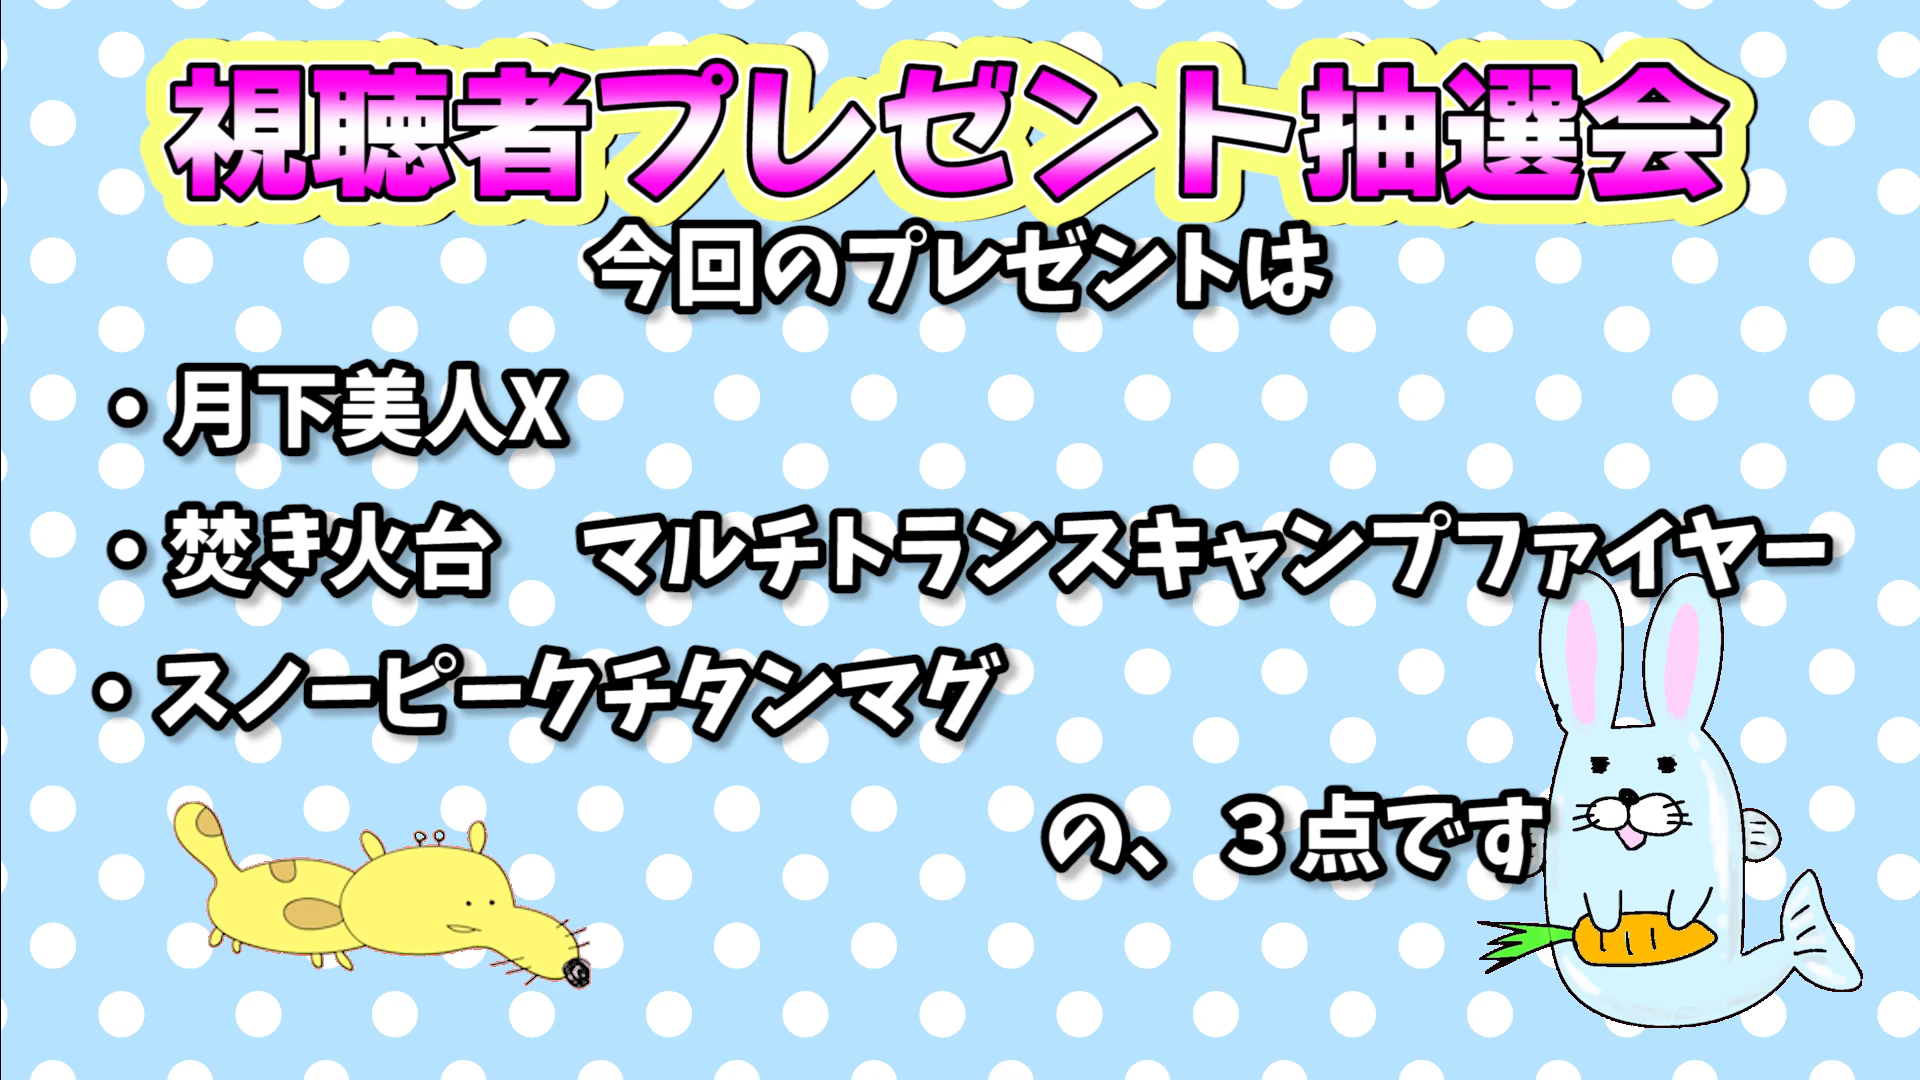 視聴者プレゼント抽選会
今回のプレゼントは
・月下美人X
・焚き火台　マルチトランスキャンプファイヤー
・スノーピークチタンマグ
の、３点です